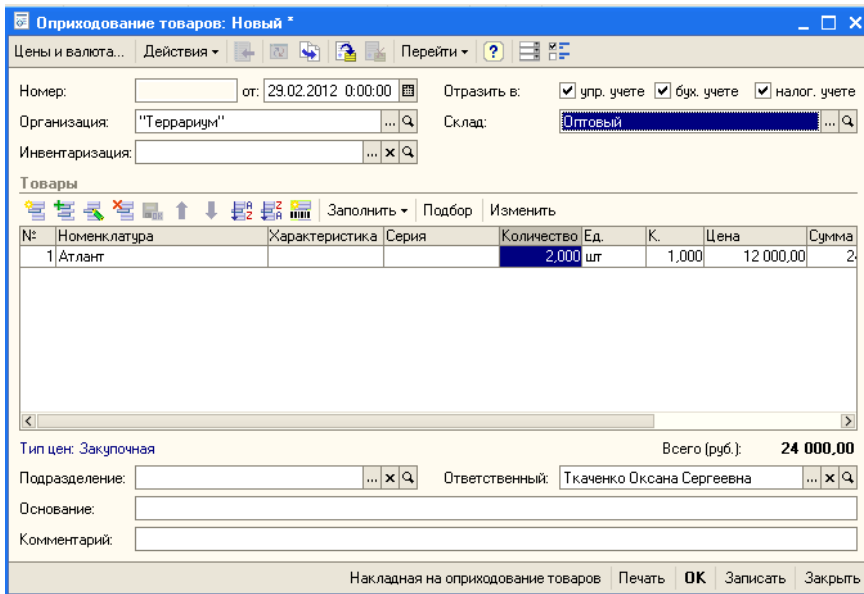 Оприходование товаров: Новый *
Цены и валюта... Действия Перейти ?
Номер: от: 29.02.2012 0:00:00 Отразить в: упр. учете бух. учете налог. учете
Организация: "Террариум" ... Склад: Оптовый ...
Инвентаризация: ... x
Товары
Заполнить Подбор Изменить
№ Номенклатура Характеристика Серия Количество Ед. К. Цена Сумма
1 Атлант 2,000 шт 1,000 12 000,00 2
Тип цен: Закупочная Всего (руб.): 24 000,00
Подразделение: ... x Ответственный: Ткаченко Оксана Сергеевна ... x
Основание:
Комментарий:
Накладная на оприходование товаров Печать OK Записать Закрыть